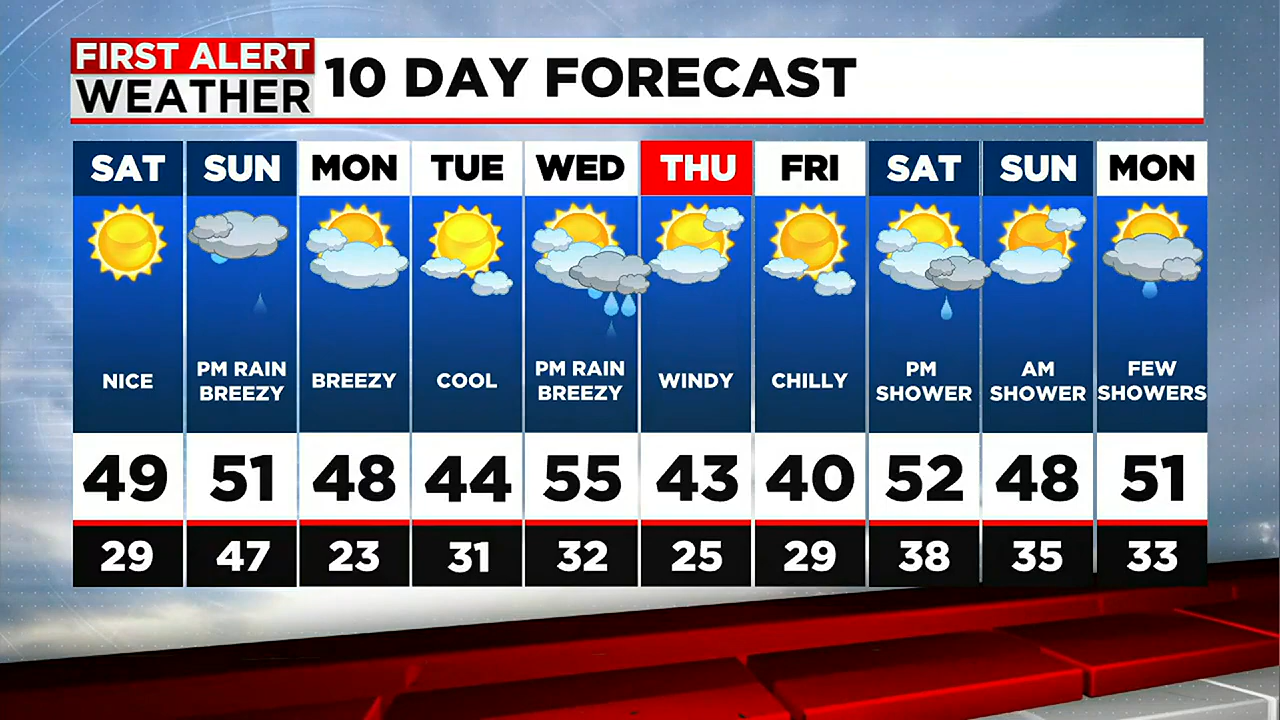 FIRST ALERT
WEATHER
10 DAY FORECAST
SAT SUN MON TUE WED THU FRI SAT SUN MON
NICE
PM RAIN
BREEZY
BREEZY
COOL
PM RAIN
BREEZY
WINDY
CHILLY
PM
SHOWER
AM
SHOWER
FEW
SHOWERS
49 51 48 44 55 43 40 52 48 51
29 47 23 31 32 25 29 38 35 33